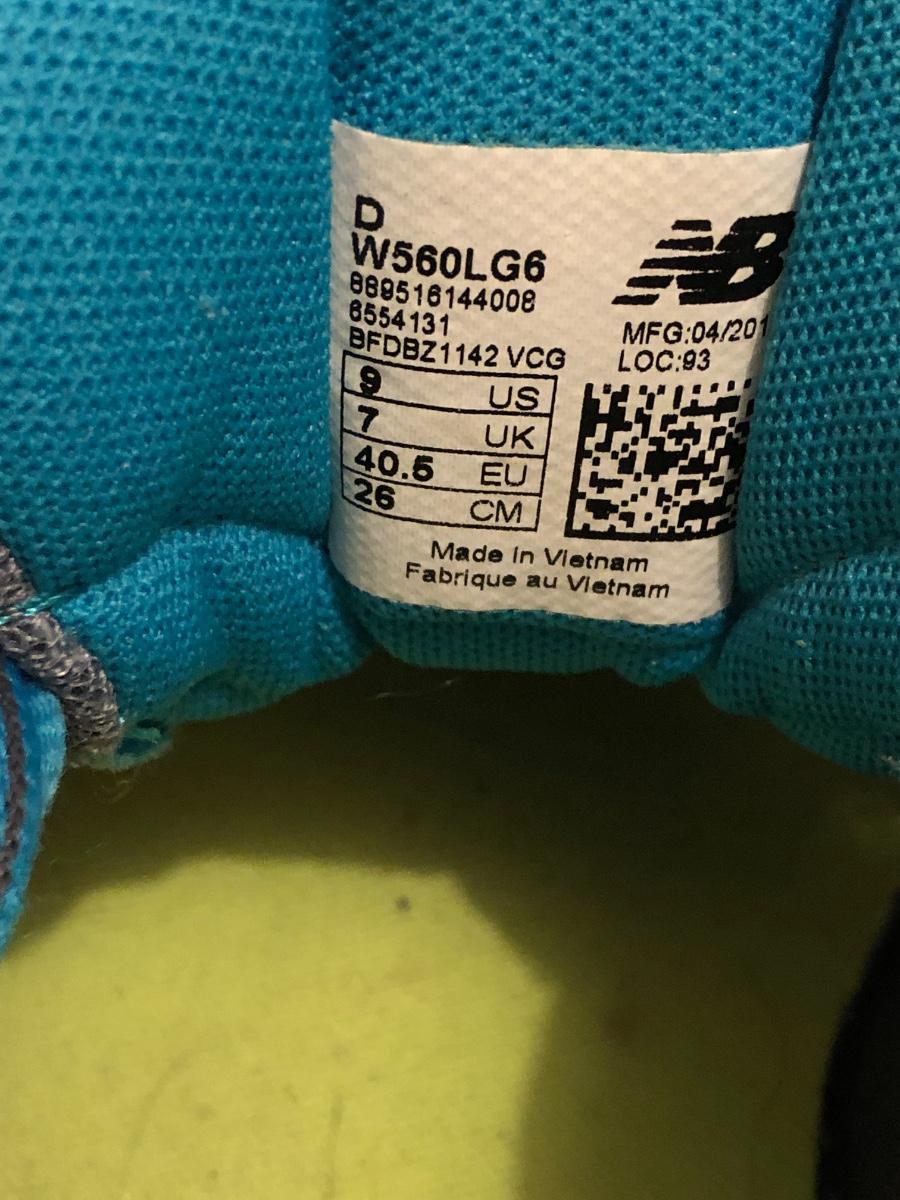 D
W560LG6
889516144008
6554131
BFDBZ1142 VCG
9 US
7 UK
40.5 EU
26 CM
NB
MFG:04/201
LOC:93
Made in Vietnam
Fabrique au Vietnam